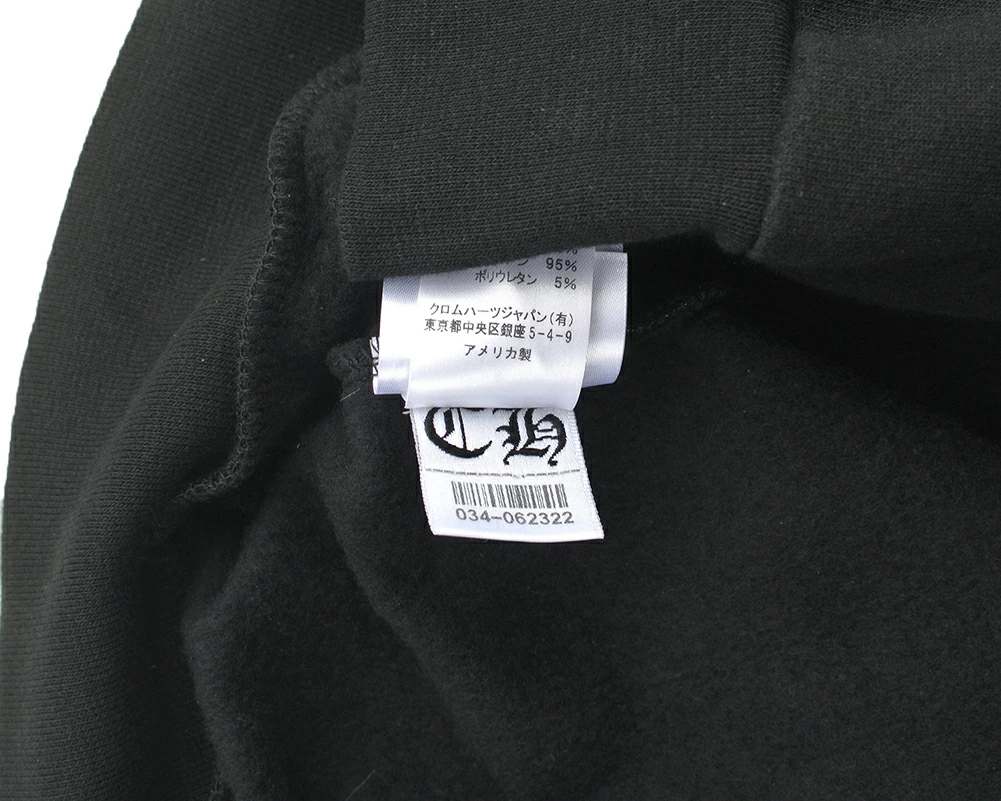 95%
ポリウレタン 5%
クロムハーツジャパン(有)
東京都中央区銀座5-4-9
アメリカ製
CH
034-062322